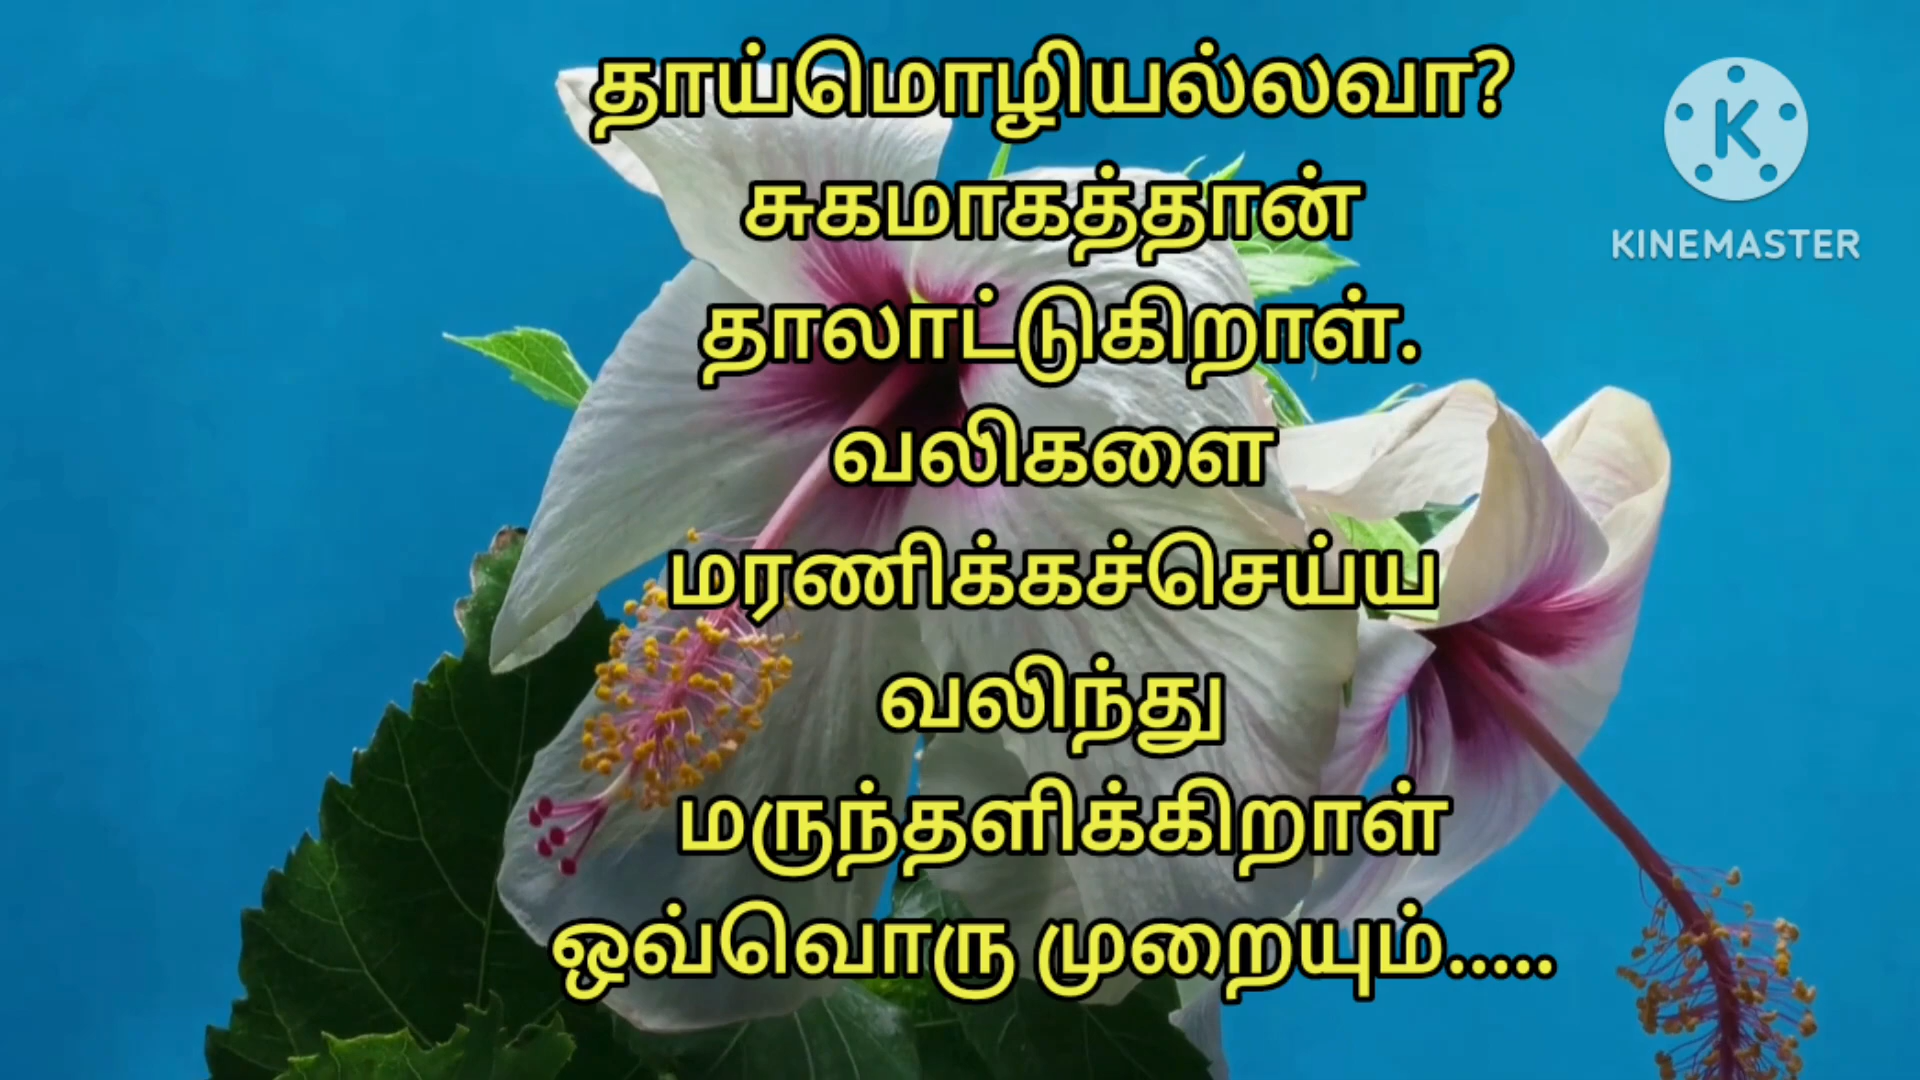 தாய்மொழியல்லவா?
சுகமாகத்தான்
தாலாட்டுகிறாள்.
வலிகளை
மரணிக்கச்செய்ய
வலிந்து
மருந்தளிக்கிறாள்
ஒவ்வொரு முறையும்.....
K
KINEMASTER